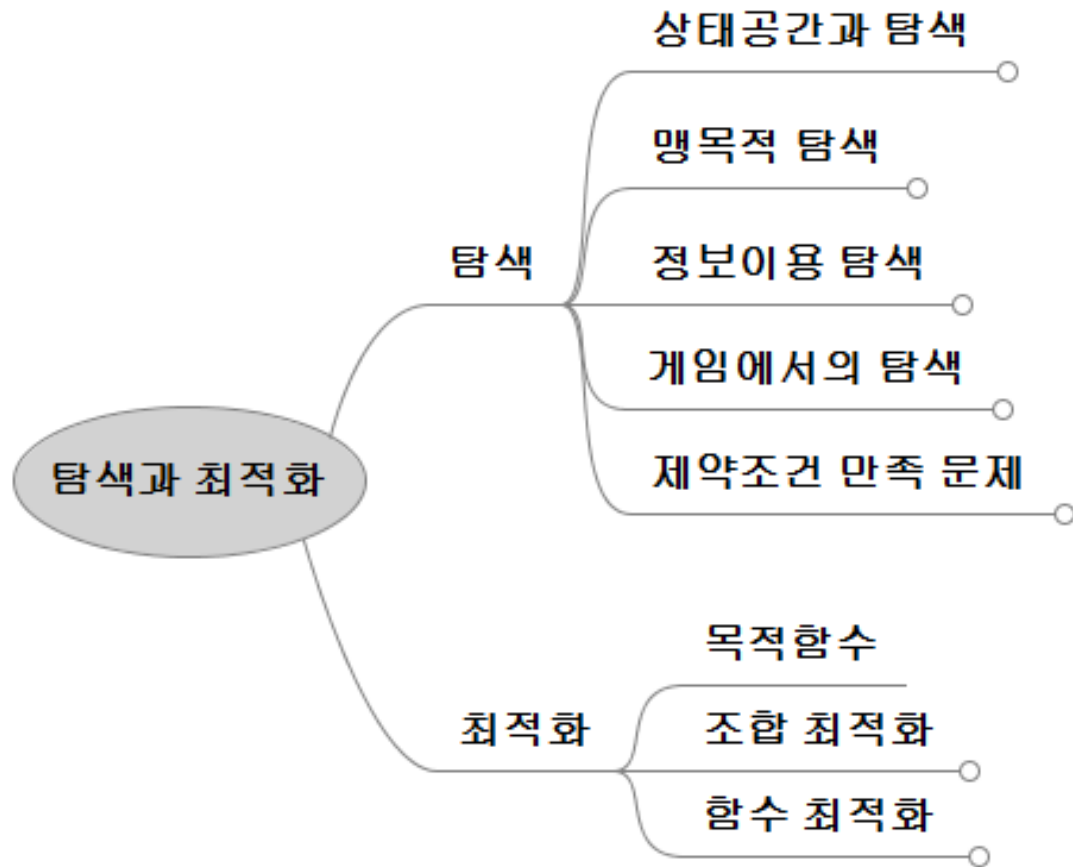 상태공간과 탐색
맹목적 탐색
탐색
정보이용 탐색
게임에서의 탐색
탐색과 최적화
제약조건 만족 문제
목적함수
최적화
조합 최적화
함수 최적화